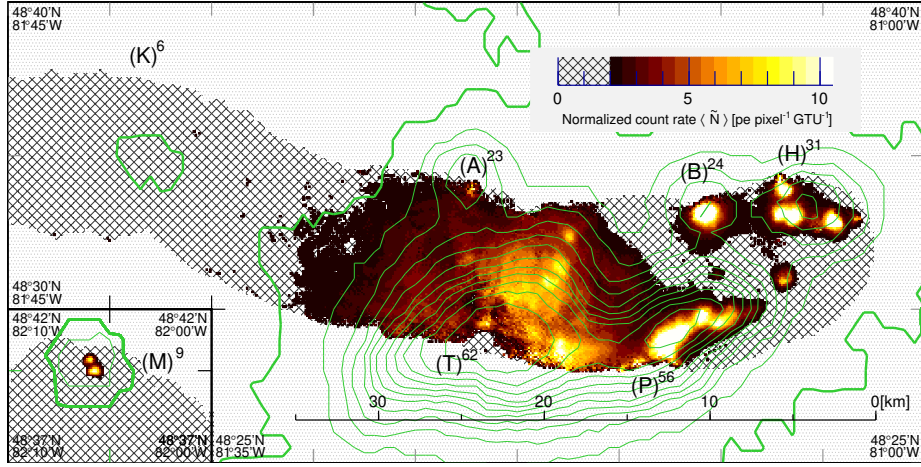 48°40'N
81°45'W
48°40'N
81°00'W
(K)⁶
0 5 10
Normalized count rate ⟨ Ñ ⟩ [pe pixel⁻¹ GTU⁻¹]
(A)²³
(B)²⁴
(H)³¹
48°30'N
81°45'W
48°42'N
82°10'W
48°42'N
82°00'W
(M)⁹
(T)⁶²
(P)⁵⁶
30 20 10 0[km]
48°37'N
82°10'W
48°37'N
82°00'W
48°25'N
81°35'W
48°25'N
81°00'W